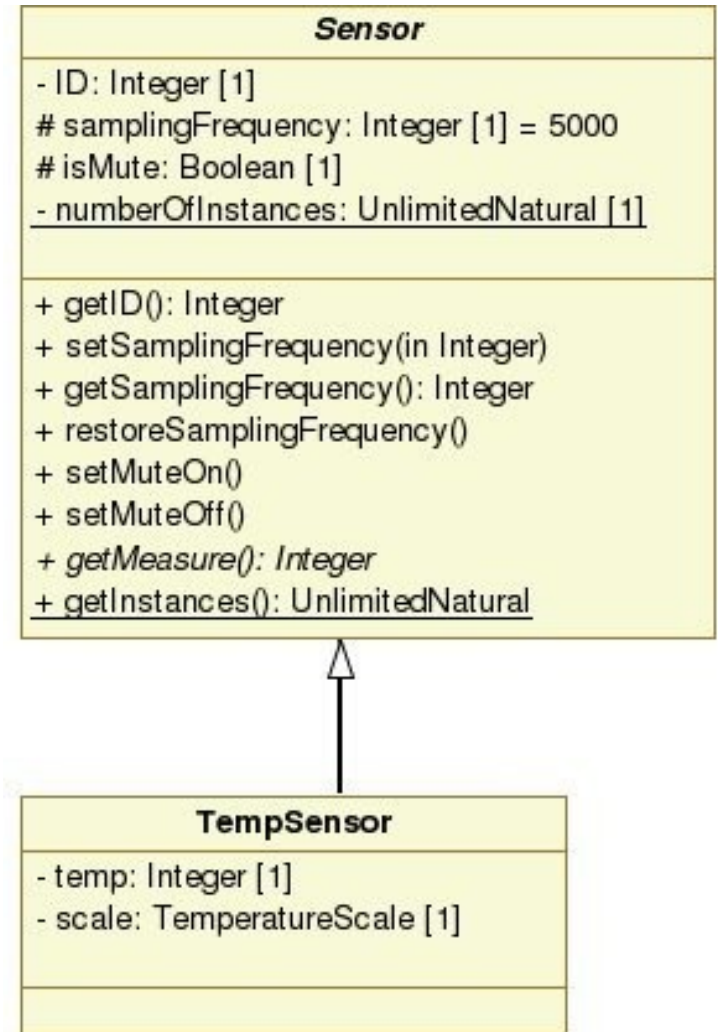 Sensor
- ID: Integer [1]
# samplingFrequency: Integer [1] = 5000
# isMute: Boolean [1]
- numberOfInstances: UnlimitedNatural [1]
+ getID(): Integer
+ setSamplingFrequency(in Integer)
+ getSamplingFrequency(): Integer
+ restoreSamplingFrequency()
+ setMuteOn()
+ setMuteOff()
+ getMeasure(): Integer
+ getInstances(): UnlimitedNatural
TempSensor
- temp: Integer [1]
- scale: TemperatureScale [1]